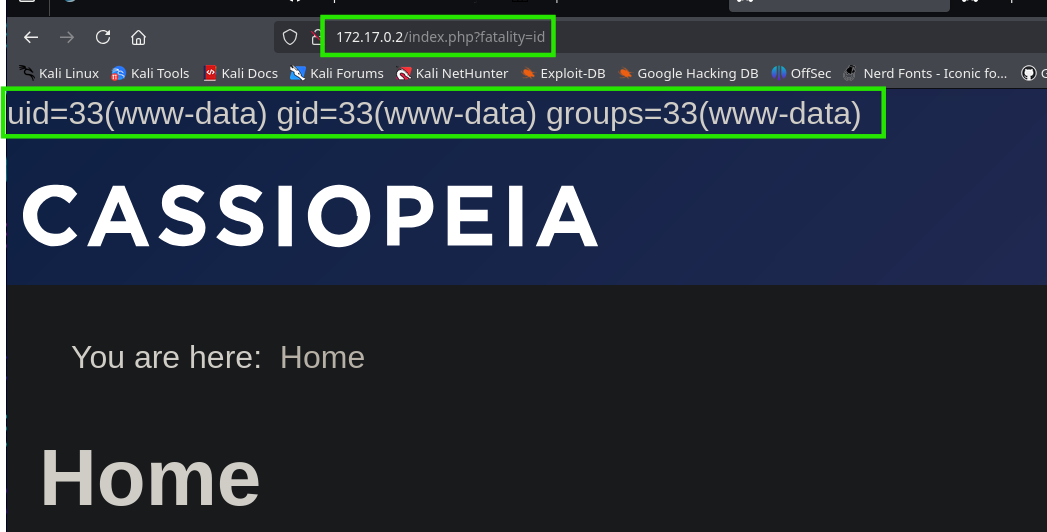 172.17.0.2/index.php?fatality=id
Kali Linux Kali Tools Kali Docs Kali Forums Kali NetHunter Exploit-DB Google Hacking DB OffSec Nerd Fonts - Iconic fo...
uid=33(www-data) gid=33(www-data) groups=33(www-data)
CASSIOPEIA
You are here: Home
Home